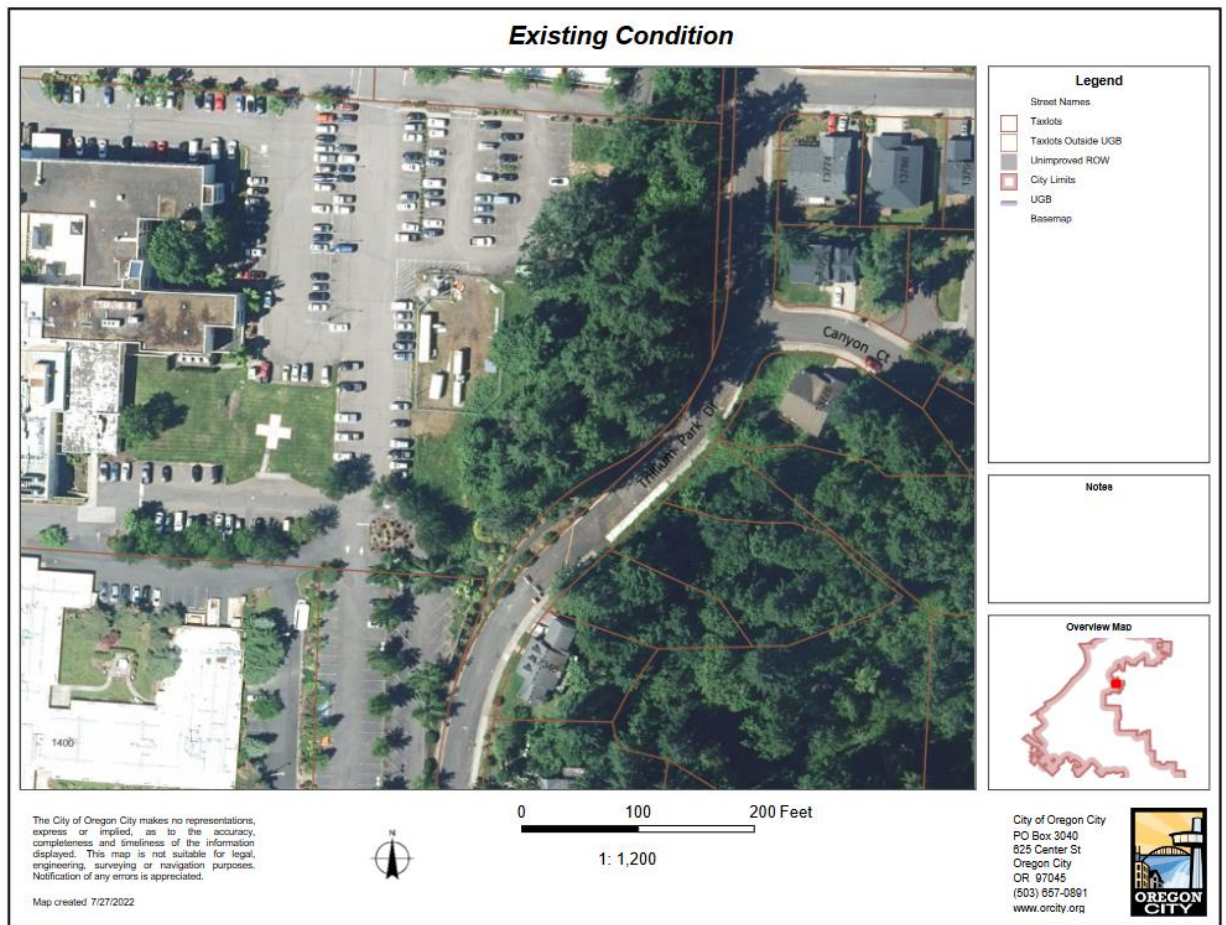 Existing Condition
Canyon Ct
Trillium Park Dr
13774
1400
Legend
Street Names
Taxlots
Taxlots Outside UGB
Unimproved ROW
City Limits
UGB
Basemap
Notes
Overview Map
The City of Oregon City makes no representations,
express or implied, as to the accuracy,
completeness and timeliness of the information
displayed. This map is not suitable for legal,
engineering, surveying or navigation purposes.
Notification of any errors is appreciated.
Map created 7/27/2022
N
0 100 200 Feet
1: 1,200
City of Oregon City
PO Box 3040
625 Center St
Oregon City
OR 97045
(503) 657-0891
www.orcity.org
OREGON
CITY